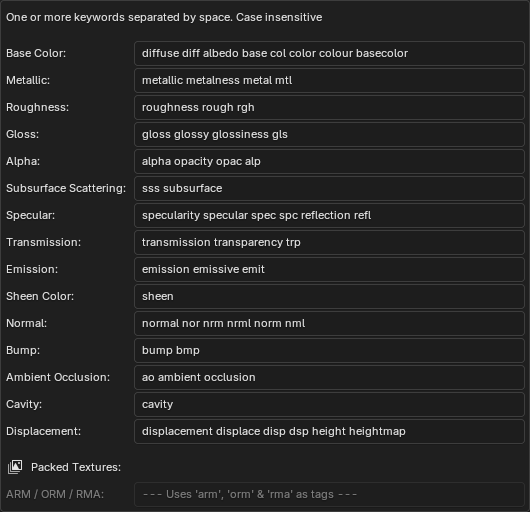 One or more keywords separated by space. Case insensitive
Base Color: diffuse diff albedo base col color colour basecolor
Metallic: metallic metalness metal mtl
Roughness: roughness rough rgh
Gloss: gloss glossy glossiness gls
Alpha: alpha opacity opac alp
Subsurface Scattering: sss subsurface
Specular: specularity specular spec spc reflection refl
Transmission: transmission transparency trp
Emission: emission emissive emit
Sheen Color: sheen
Normal: normal nor nrm nrml norm nml
Bump: bump bmp
Ambient Occlusion: ao ambient occlusion
Cavity: cavity
Displacement: displacement displace disp dsp height heightmap
Packed Textures:
ARM / ORM / RMA: --- Uses 'arm', 'orm' & 'rma' as tags ---